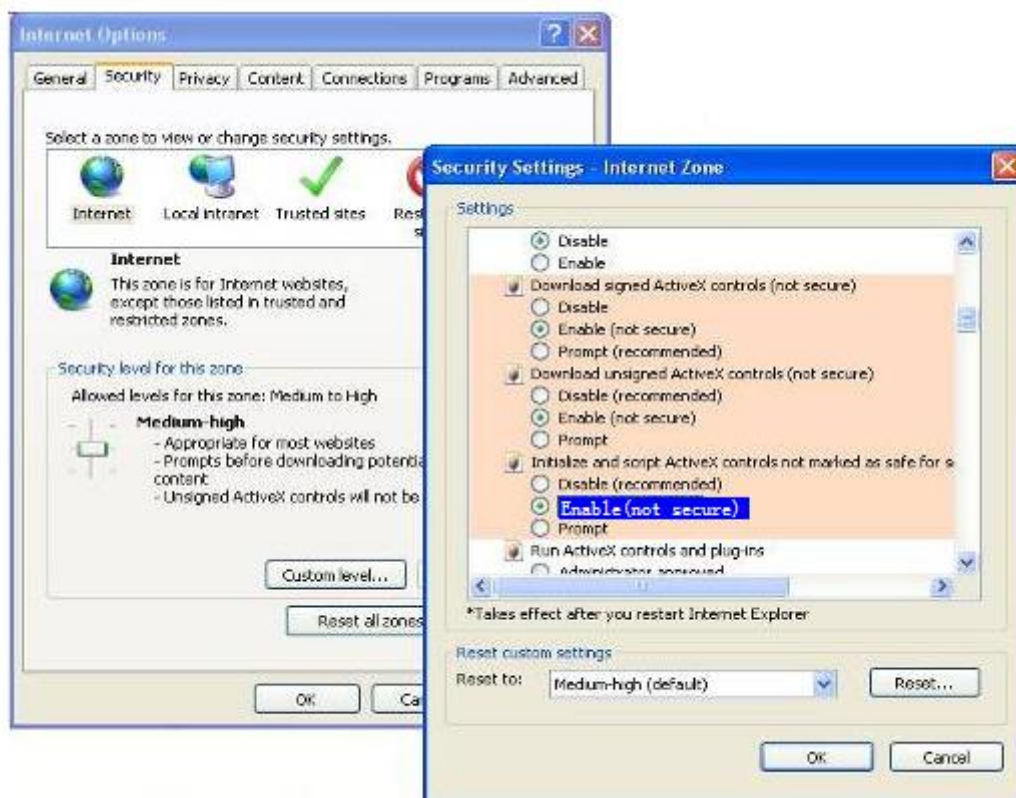 Internet Options
General Security Privacy Content Connections Programs Advanced
Select a zone to view or change security settings.
Internet Local intranet Trusted sites
Internet
This zone is for Internet websites,
except those listed in trusted and
restricted zones.
Security level for this zone
Allowed levels for this zone: Medium to High
Medium-high
- Appropriate for most websites
- Prompts before downloading
content
- Unsigned ActiveX controls will not be
Custom level...
Reset all zones
OK
Security Settings - Internet Zone
Settings
Disable
Enable
Download signed ActiveX controls (not secure)
Disable
Enable (not secure)
Prompt (recommended)
Download unsigned ActiveX controls (not secure)
Disable (recommended)
Enable (not secure)
Prompt
Initialize and script ActiveX controls not marked as safe for s
Disable (recommended)
Enable(not secure)
Prompt
Run ActiveX controls and plug-ins
Administrator approved
*Takes effect after you restart Internet Explorer
Reset custom settings
Reset to: Medium-high (default) Reset...
OK Cancel